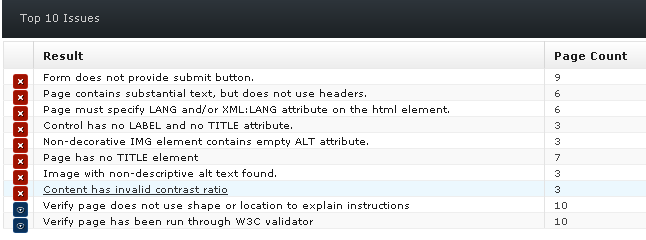 Top 10 Issues
Result Page Count
Form does not provide submit button. 9
Page contains substantial text, but does not use headers. 6
Page must specify LANG and/or XML:LANG attribute on the html element. 6
Control has no LABEL and no TITLE attribute. 3
Non-decorative IMG element contains empty ALT attribute. 3
Page has no TITLE element 7
Image with non-descriptive alt text found. 3
Content has invalid contrast ratio 3
Verify page does not use shape or location to explain instructions 10
Verify page has been run through W3C validator 10